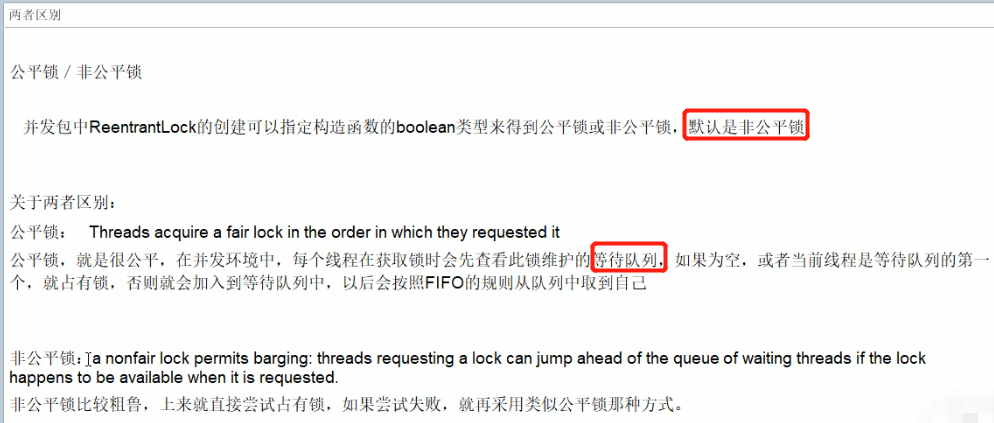 两者区别
公平锁 / 非公平锁
并发包中ReentrantLock的创建可以指定构造函数的boolean类型来得到公平锁或非公平锁，默认是非公平锁
关于两者区别：
公平锁： Threads acquire a fair lock in the order in which they requested it
公平锁，就是很公平，在并发环境中，每个线程在获取锁时会先查看此锁维护的等待队列，如果为空，或者当前线程是等待队列的第一
个，就占有锁，否则就会加入到等待队列中，以后会按照FIFO的规则从队列中取到自己
非公平锁：a nonfair lock permits barging: threads requesting a lock can jump ahead of the queue of waiting threads if the lock
happens to be available when it is requested.
非公平锁比较粗鲁，上来就直接尝试占有锁，如果尝试失败，就再采用类似公平锁那种方式。